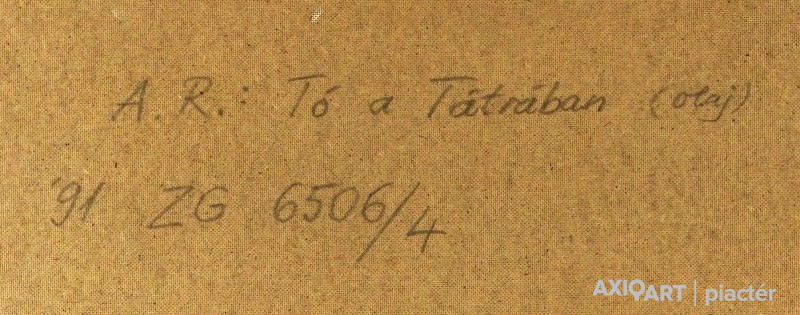 A. R.: Tó a Tátrában (olaj)
'91 ZG 6506/4
AXIOART | piactér